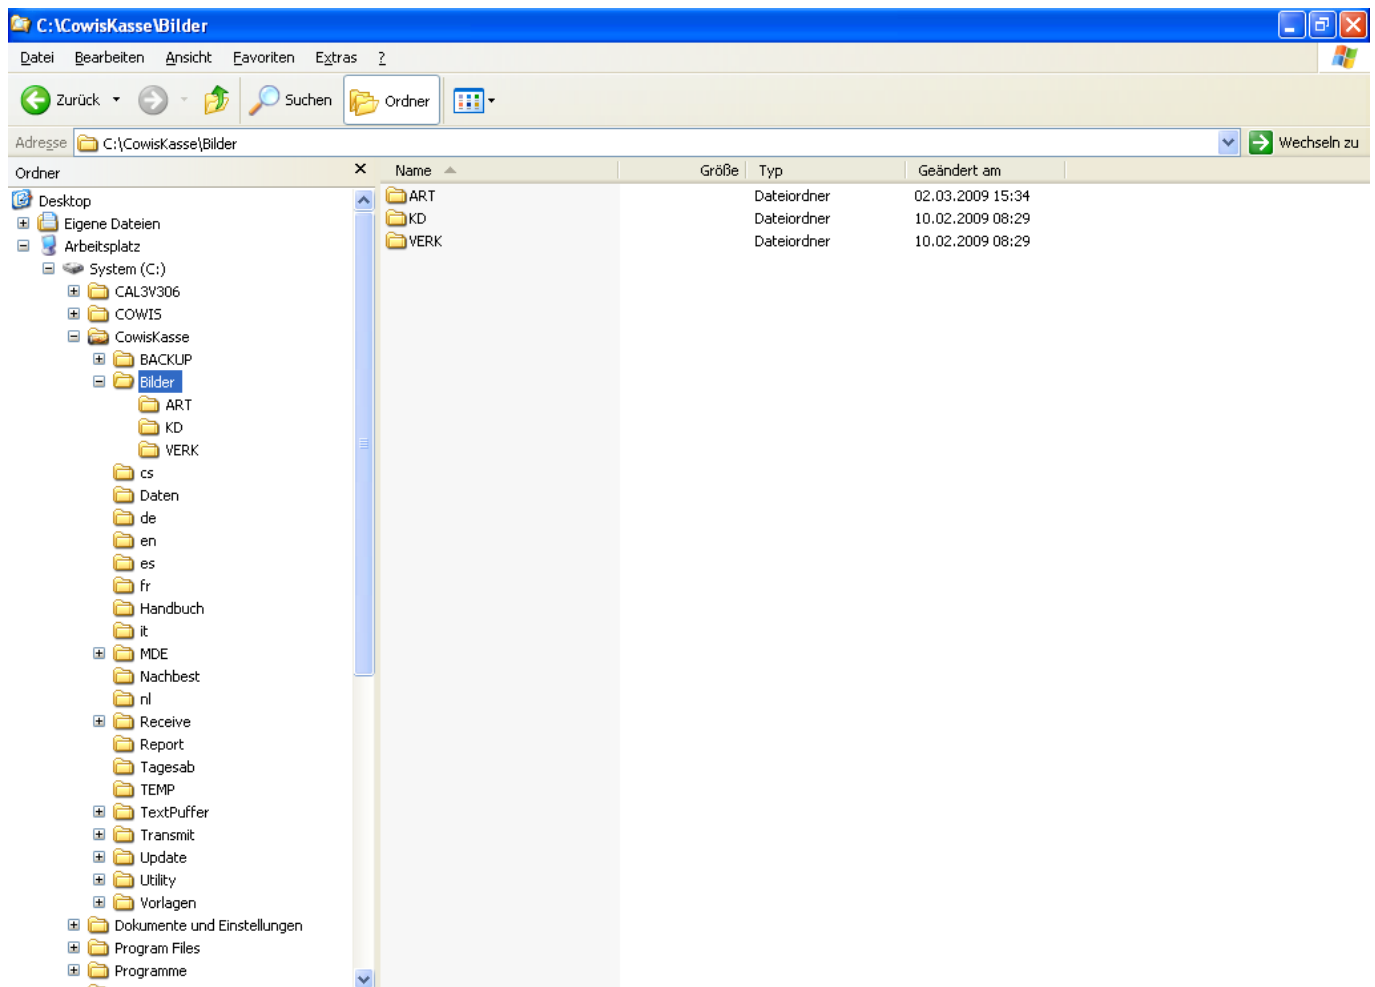 C:\CowisKasse\Bilder
Datei Bearbeiten Ansicht Favoriten Extras ?
Zurück Suchen Ordner
Adresse C:\CowisKasse\Bilder Wechseln zu
Ordner
Desktop
Eigene Dateien
Arbeitsplatz
System (C:)
CAL3V306
COWIS
CowisKasse
BACKUP
Bilder
ART
KD
VERK
cs
Daten
de
en
es
fr
Handbuch
it
MDE
Nachbest
nl
Receive
Report
Tagesab
TEMP
TextPuffer
Transmit
Update
Utility
Vorlagen
Dokumente und Einstellungen
Program Files
Programme
Name Größe Typ Geändert am
ART Dateiordner 02.03.2009 15:34
KD Dateiordner 10.02.2009 08:29
VERK Dateiordner 10.02.2009 08:29